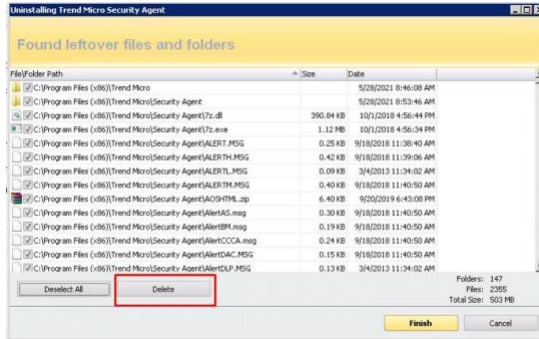 Uninstalling Trend Micro Security Agent
Found leftover files and folders
File\Folder Path Size Date
C:\Program Files (x86)\Trend Micro 5/28/2021 8:46:08 AM
C:\Program Files (x86)\Trend Micro\Security Agent 5/28/2021 8:53:46 AM
C:\Program Files (x86)\Trend Micro\Security Agent\7z.dll 390.84 KB 10/1/2018 4:56:44 PM
C:\Program Files (x86)\Trend Micro\Security Agent\7z.exe 1.12 MB 10/1/2018 4:56:34 PM
C:\Program Files (x86)\Trend Micro\Security Agent\ALERT.MSG 0.25 KB 9/18/2018 11:38:40 AM
C:\Program Files (x86)\Trend Micro\Security Agent\ALERTH.MSG 0.42 KB 9/18/2018 11:39:06 AM
C:\Program Files (x86)\Trend Micro\Security Agent\ALERTL.MSG 0.09 KB 3/4/2013 11:34:02 AM
C:\Program Files (x86)\Trend Micro\Security Agent\ALERTM.MSG 0.40 KB 9/18/2018 11:40:50 AM
C:\Program Files (x86)\Trend Micro\Security Agent\AOSHTML.zip 6.40 KB 9/20/2019 6:43:08 PM
C:\Program Files (x86)\Trend Micro\Security Agent\AlertAS.msg 0.30 KB 9/18/2018 11:40:50 AM
C:\Program Files (x86)\Trend Micro\Security Agent\AlertBM.msg 0.19 KB 9/18/2018 11:40:50 AM
C:\Program Files (x86)\Trend Micro\Security Agent\AlertCCCA.msg 0.24 KB 9/18/2018 11:40:50 AM
C:\Program Files (x86)\Trend Micro\Security Agent\AlertDAC.MSG 0.15 KB 9/18/2018 11:40:50 AM
C:\Program Files (x86)\Trend Micro\Security Agent\AlertDLP.MSG 0.13 KB 3/4/2013 11:34:02 AM
Deselect All Delete
Folders: 147
Files: 2355
Total Size: 503 MB
Finish Cancel